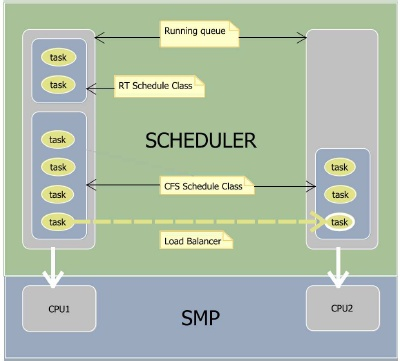 Running queue
task
task
RT Schedule Class
SCHEDULER
task
task
task
task
CFS Schedule Class
task
task
task
Load Balancer
CPU1
SMP
CPU2